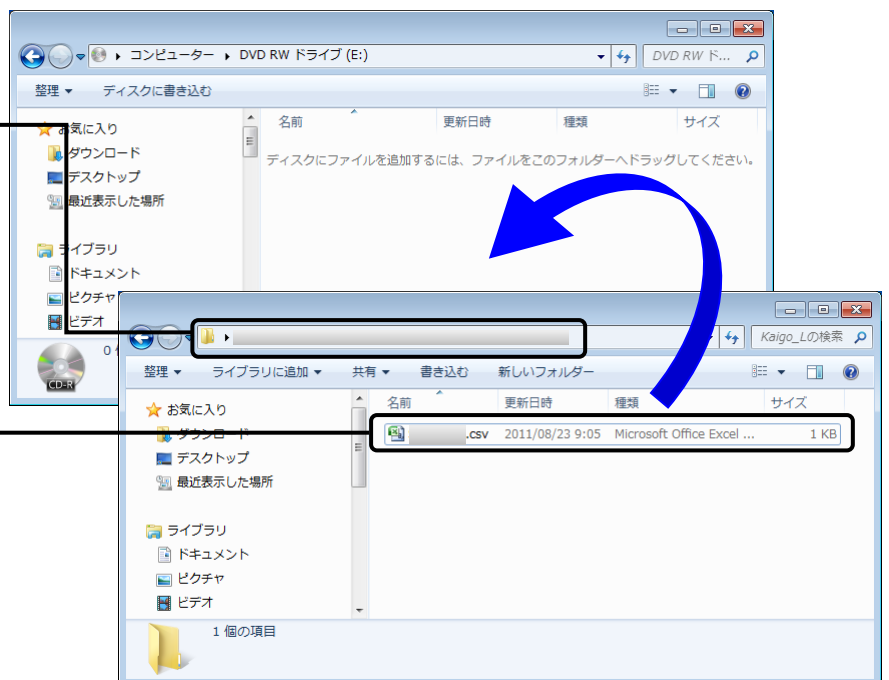 コンピューター ▸ DVD RW ドライブ (E:)
DVD RW ド...
整理 ▼ ディスクに書き込む
名前 更新日時 種類 サイズ
ディスクにファイルを追加するには、ファイルをこのフォルダーへドラッグしてください。
お気に入り
ダウンロード
デスクトップ
最近表示した場所
ライブラリ
ドキュメント
ピクチャ
ビデオ
CD-R
Kaigo_Lの検索
整理 ▼ ライブラリに追加 ▼ 共有 ▼ 書き込む 新しいフォルダー
名前 更新日時 種類 サイズ
.csv 2011/08/23 9:05 Microsoft Office Excel ... 1 KB
お気に入り
ダウンロード
デスクトップ
最近表示した場所
ライブラリ
ドキュメント
ピクチャ
ビデオ
1 個の項目